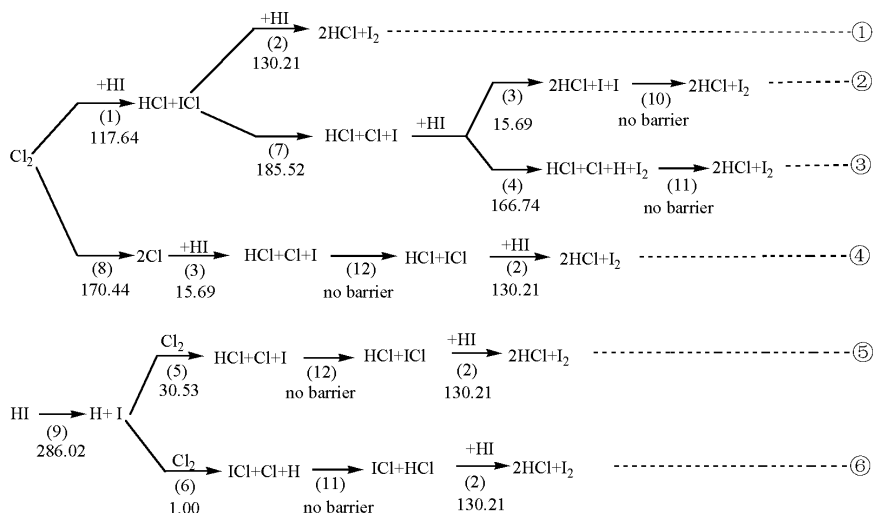 +HI
(2)
130.21
2HCl+I₂
①
+HI
(1)
117.64
HCl+ICl
(3)
15.69
2HCl+I+I
(10)
no barrier
2HCl+I₂
②
Cl₂
(7)
185.52
HCl+Cl+I
+HI
(4)
166.74
HCl+Cl+H+I₂
(11)
no barrier
2HCl+I₂
③
(8)
170.44
2Cl
+HI
(3)
15.69
HCl+Cl+I
(12)
no barrier
HCl+ICl
+HI
(2)
130.21
2HCl+I₂
④
Cl₂
(5)
30.53
HCl+Cl+I
(12)
no barrier
HCl+ICl
+HI
(2)
130.21
2HCl+I₂
⑤
HI
(9)
286.02
H+ I
Cl₂
(6)
1.00
ICl+Cl+H
(11)
no barrier
ICl+HCl
+HI
(2)
130.21
2HCl+I₂
⑥